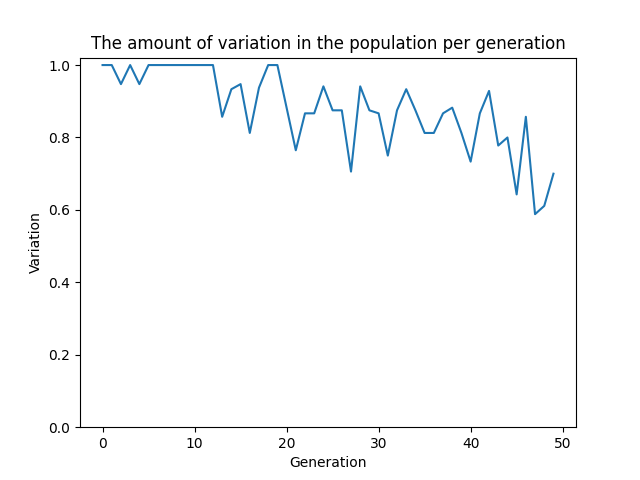 The amount of variation in the population per generation
1.0
0.8
0.6
0.4
0.2
0.0
Variation
0 10 20 30 40 50
Generation